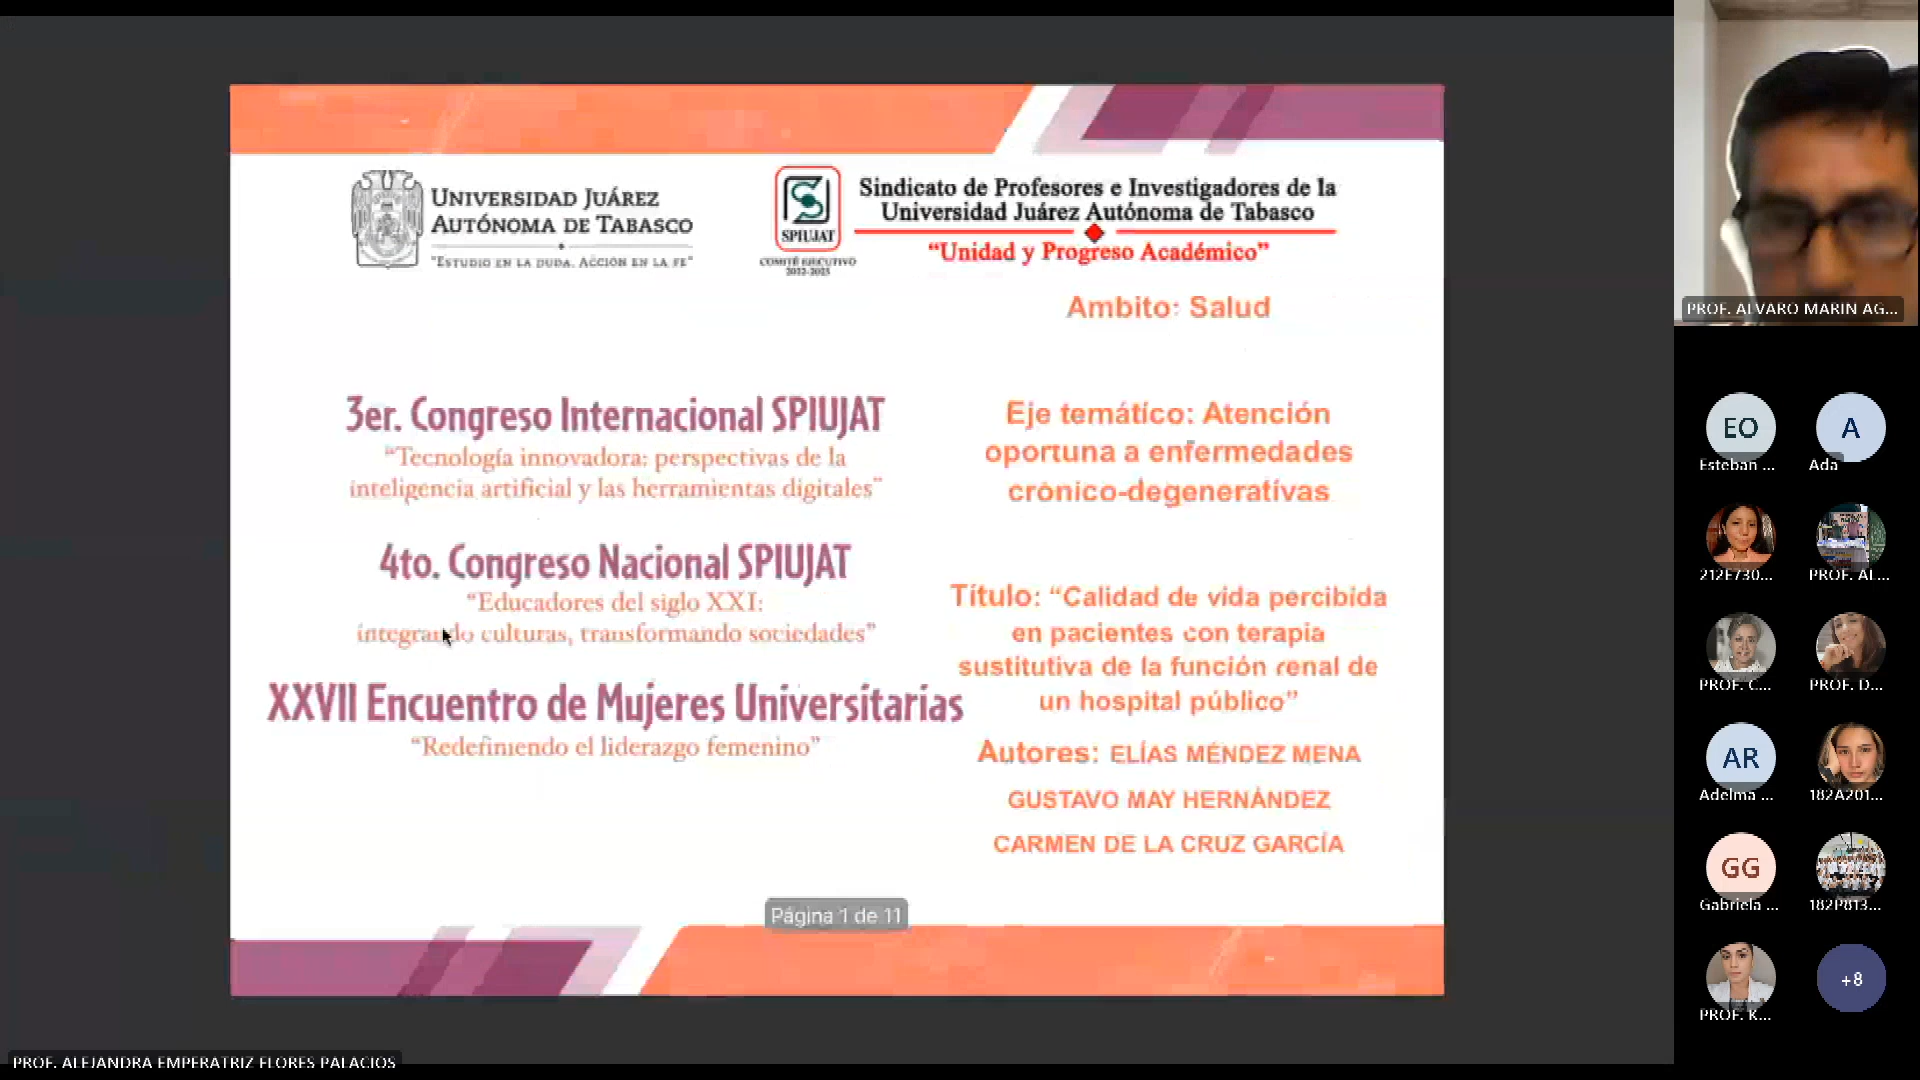 UNIVERSIDAD JUÁREZ
AUTÓNOMA DE TABASCO
"ESTUDIO EN LA DUDA. ACCIÓN EN LA FE"
SPIUJAT
COMITÉ EJECUTIVO
2022-2025
Sindicato de Profesores e Investigadores de la
Universidad Juárez Autónoma de Tabasco
"Unidad y Progreso Académico"
3er. Congreso Internacional SPIUJAT
"Tecnología innovadora: perspectivas de la
inteligencia artificial y las herramientas digitales"
4to. Congreso Nacional SPIUJAT
"Educadores del siglo XXI:
integrando culturas, transformando sociedades"
XXVII Encuentro de Mujeres Universitarias
"Redefiniendo el liderazgo femenino"
Ambito: Salud
Eje temático: Atención
oportuna a enfermedades
crónico-degenerativas
Título: "Calidad de vida percibida
en pacientes con terapia
sustitutiva de la función renal de
un hospital público"
Autores: ELÍAS MÉNDEZ MENA
GUSTAVO MAY HERNÁNDEZ
CARMEN DE LA CRUZ GARCÍA
Página 1 de 11
PROF. ALEJANDRA EMPERATRIZ FLORES PALACIOS
PROF. ALVARO MARIN AG...
EO
Esteban ...
A
Ada
212E730...
PROF. AL...
PROF. C...
PROF. D...
AR
Adelma ...
182A201...
GG
Gabriela ...
182P813...
PROF. K...
+8